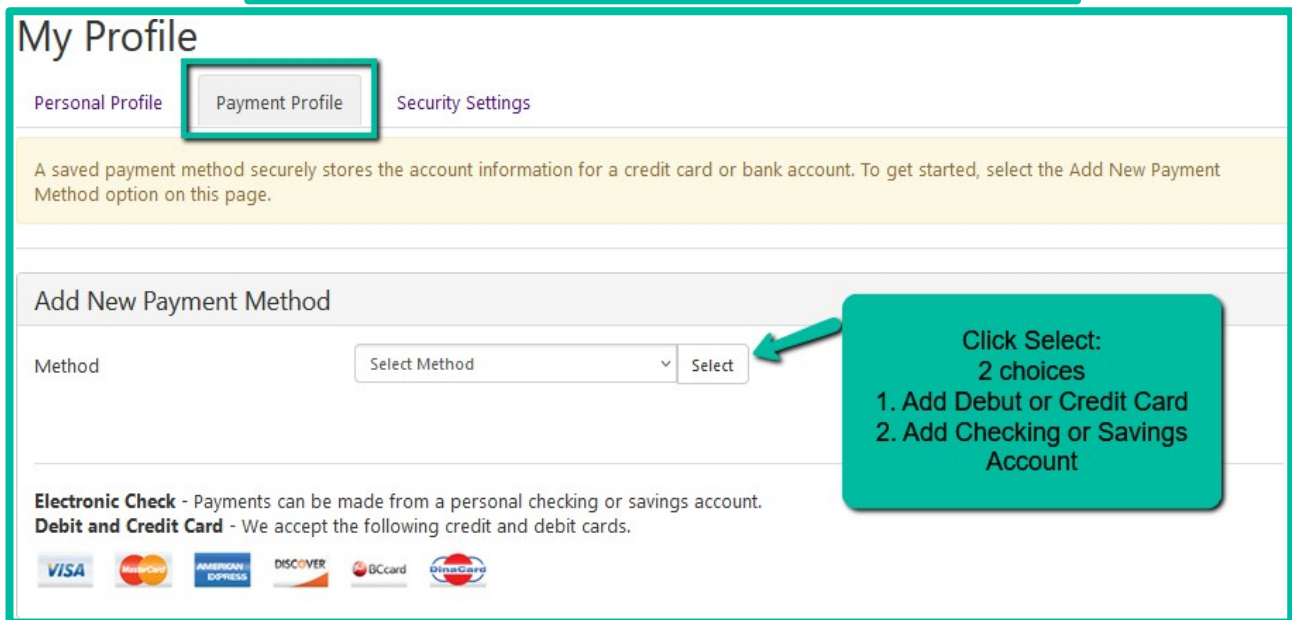 My Profile
Personal Profile Payment Profile Security Settings
A saved payment method securely stores the account information for a credit card or bank account. To get started, select the Add New Payment
Method option on this page.
Add New Payment Method
Method Select Method Select
Click Select:
2 choices
1. Add Debut or Credit Card
2. Add Checking or Savings
Account
Electronic Check - Payments can be made from a personal checking or savings account.
Debit and Credit Card - We accept the following credit and debit cards.
VISA MasterCard AMERICAN EXPRESS DISCOVER BCcard DinaCard